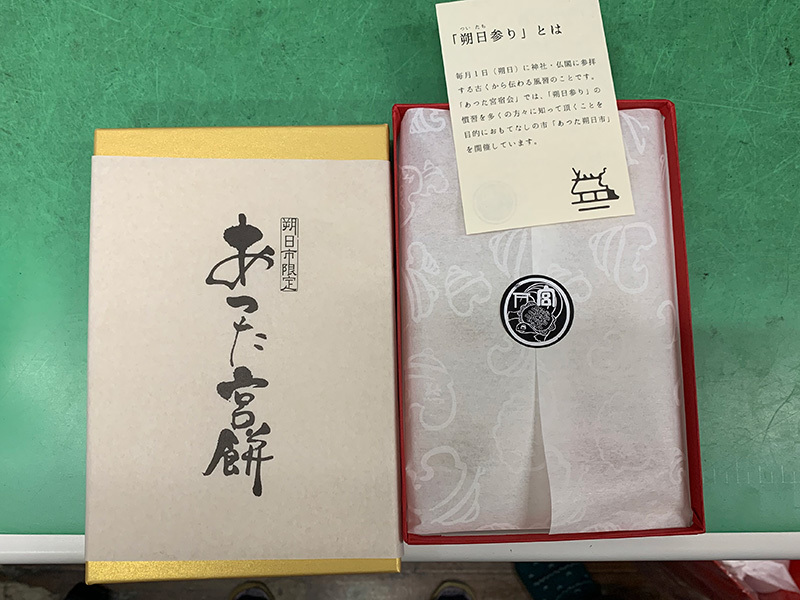 朔日市限定
あつた宮餅
ついたち
「朔日参り」とは
毎月1日（朔日）に神社・仏閣に参拝
する古くから伝わる風習のことです。
「あつた宮宿会」では、「朔日参り」の
慣習を多くの方々に知って頂くことを
目的におもてなしの市「あつた朔日市」
を開催しています。
宮